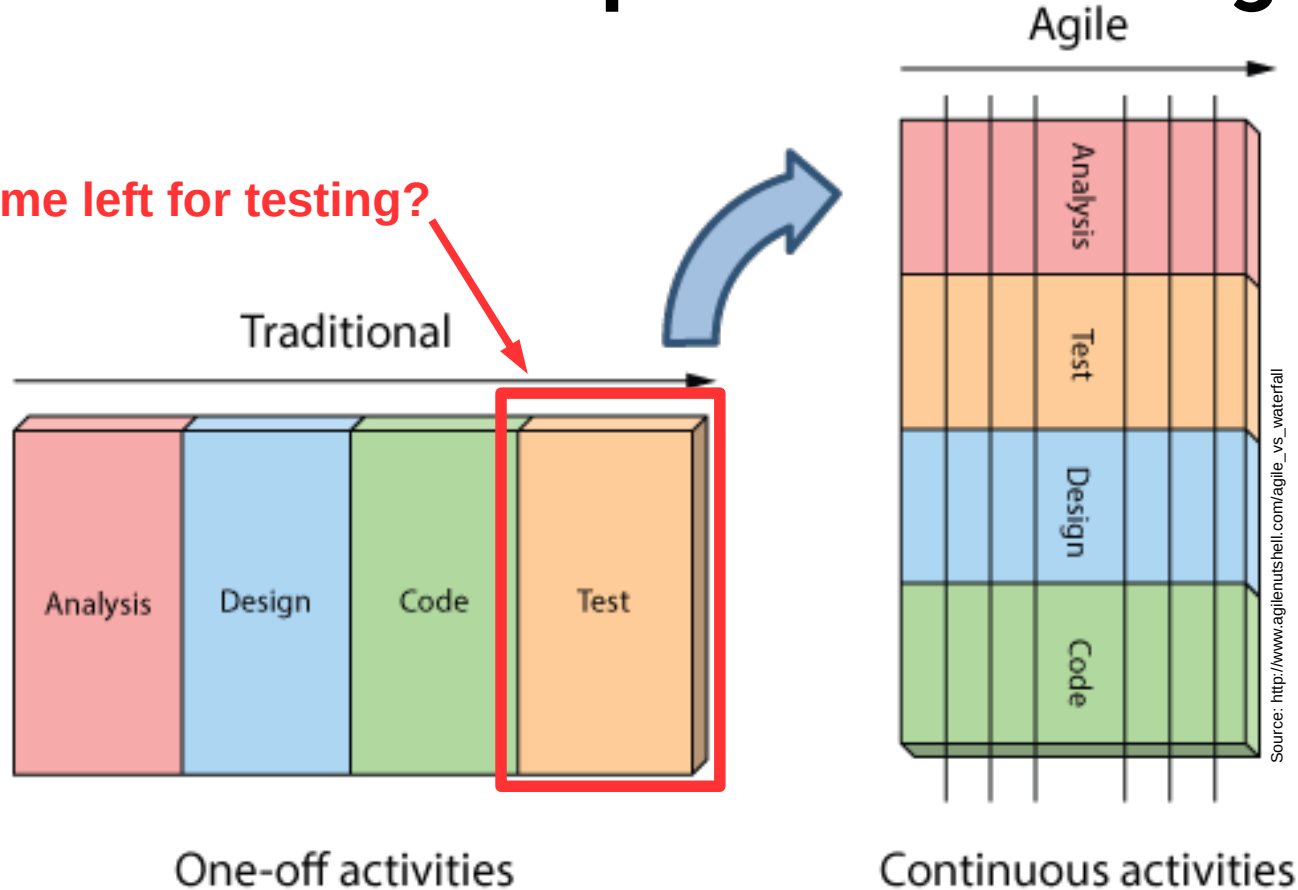 Agile
me left for testing?
Traditional
Analysis
Design
Code
Test
One-off activities
Analysis
Test
Design
Code
Continuous activities
Source: http://www.agilenutshell.com/agile_vs_waterfall